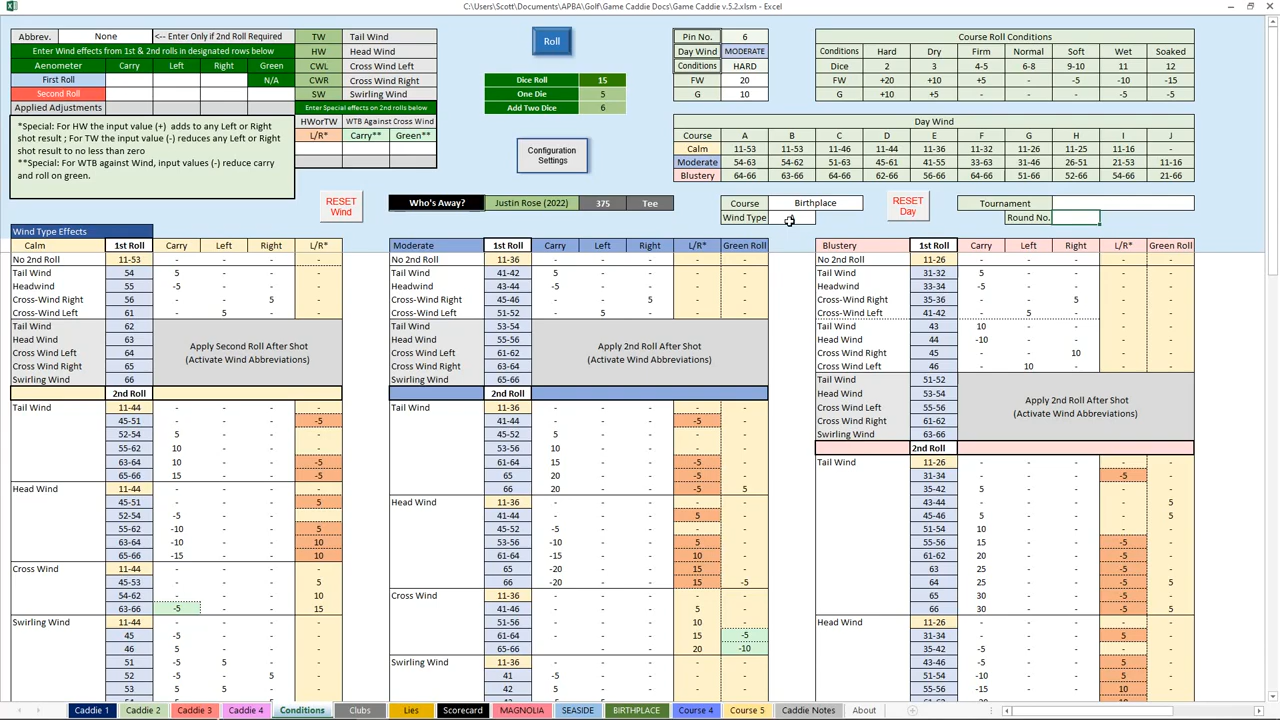 C:\Users\Scott\Documents\APBA\Golf\Game Caddie Docs\Game Caddie v.5.2.xlsm - Excel
Abbrev. None <-- Enter Only if 2nd Roll Required
Enter Wind effects from 1st & 2nd rolls in designated rows below
Aenometer Carry Left Right Green
First Roll N/A
Second Roll
Applied Adjustments
*Special: For HW the input value (+) adds to any Left or Right
shot result ; For TW the input value (-) reduces any Left or Right
shot result to no less than zero
**Special: For WTB against Wind, input values (-) reduce carry
and roll on green.
TW Tail Wind
HW Head Wind
CWL Cross Wind Left
CWR Cross Wind Right
SW Swirling Wind
Enter Special effects on 2nd rolls below
HWorTW WTB Against Cross Wind
L/R* Carry** Green**
Roll
Dice Roll 15
One Die 5
Add Two Dice 6
Configuration
Settings
Pin No. 6
Day Wind MODERATE
Conditions HARD
FW 20
G 10
Course Roll Conditions
Conditions Hard Dry Firm Normal Soft Wet Soaked
Dice 2 3 4-5 6-8 9-10 11 12
FW +20 +10 +5 - -5 -10 -15
G +10 +5 - - - -5 -5
Day Wind
Course A B C D E F G H I J
Calm 11-53 11-53 11-46 11-44 11-36 11-32 11-25 11-25 11-16 -
Moderate 54-63 54-62 51-63 45-61 41-55 33-63 31-46 26-51 21-53 11-16
Blustery 64-66 63-66 64-66 62-66 56-66 64-66 51-66 52-66 54-66 21-66
RESET
Wind
Who's Away? Justin Rose (2022) 375 Tee
Course Birthplace
Wind Type
RESET
Day
Tournament
Round No.
Wind Type Effects
Calm 1st Roll Carry Left Right L/R*
No 2nd Roll 11-53 - - - -
Tail Wind 54 5 - - -
Headwind 55 -5 - - -
Cross-Wind Right 56 - - 5 -
Cross-Wind Left 61 - 5 - -
Tail Wind 62
Head Wind 63
Cross Wind Left 64
Cross Wind Right 65
Swirling Wind 66
Apply Second Roll After Shot
(Activate Wind Abbreviations)
2nd Roll
Tail Wind 11-44 - - - -
45-51 - - - -5
52-54 5 - - -
55-62 10 - - -
63-64 10 - - -5
65-66 15 - - -5
Head Wind 11-44 - - - -
45-51 - - - 5
52-54 -5 - - -
55-62 -10 - - 5
63-64 -10 - - 10
65-66 -15 - - 10
Cross Wind 11-44 - - - -
45-53 - - - 5
54-62 - - - 10
63-66 -5 - - 15
Swirling Wind 11-44 - - - -
45 -5 - - -
46 5 - - -
51 -5 5 - -
52 -5 - 5 -
53 5 5 - -
Moderate 1st Roll Carry Left Right L/R* Green Roll
No 2nd Roll 11-36 - - - - -
Tail Wind 41-42 5 - - - -
Headwind 43-44 -5 - - - -
Cross-Wind Right 45-46 - - 5 - -
Cross-Wind Left 51-52 - 5 - - -
Tail Wind 53-54
Head Wind 55-56
Cross Wind Left 61-62
Cross Wind Right 63-64
Swirling Wind 65-66
Apply 2nd Roll After Shot
(Activate Wind Abbreviations)
2nd Roll
Tail Wind 11-36 - - - - -
41-44 - - - -5 -
45-52 5 - - - -
53-56 10 - - - -
61-64 15 - - -5 -
65 20 - - -5 -
66 20 - - -5 5
Head Wind 11-36 - - - - -
41-44 - - - 5 -
45-52 -5 - - - -
53-56 -10 - - 5 -
61-64 -15 - - 10 -
65 -20 - - 15 -
66 -20 - - 15 -5
Cross Wind 11-36 - - - - -
41-46 - - - 5 -
51-56 - - - 10 -
61-64 - - - 15 -5
65-66 - - - 20 -10
Swirling Wind 11-36 - - - - -
41 -5 - - - -
42 5 - - - -
43 -5 5 - - -
Blustery 1st Roll Carry Left Right L/R* Green Roll
No 2nd Roll 11-26 - - - - -
Tail Wind 31-32 5 - - - -
Headwind 33-34 -5 - - - -
Cross-Wind Right 35-36 - - 5 - -
Cross-Wind Left 41-42 - 5 - - -
Tail Wind 43 10 - - - -
Head Wind 44 -10 - - - -
Cross Wind Right 45 - - 10 - -
Cross Wind Left 46 - 10 - - -
Tail Wind 51-52
Head Wind 53-54
Cross Wind Left 55-56
Cross Wind Right 61-62
Swirling Wind 63-66
Apply 2nd Roll After Shot
(Activate Wind Abbreviations)
2nd Roll
Tail Wind 11-26 - - - - -
31-34 - - - -5 -
35-42 5 - - - -
43-44 - - - - 5
45-46 5 - - - 5
51-54 10 - - - -
55-56 15 - - -5 -
61-62 20 - - -5 -
63 25 - - -5 -
64 25 - - -5 5
65 30 - - -5 -
66 30 - - -5 5
Head Wind 11-26 - - - - -
31-34 - - - 5 -
35-42 -5 - - - -
43-46 -5 - - 5 -
51-54 -10 - - 5 -
55-56 -15 - - 10 -
Caddie 1 Caddie 2 Caddie 3 Caddie 4 Conditions Clubs Lies Scorecard MAGNOLIA SEASIDE BIRTHPLACE Course 4 Course 5 Caddie Notes About